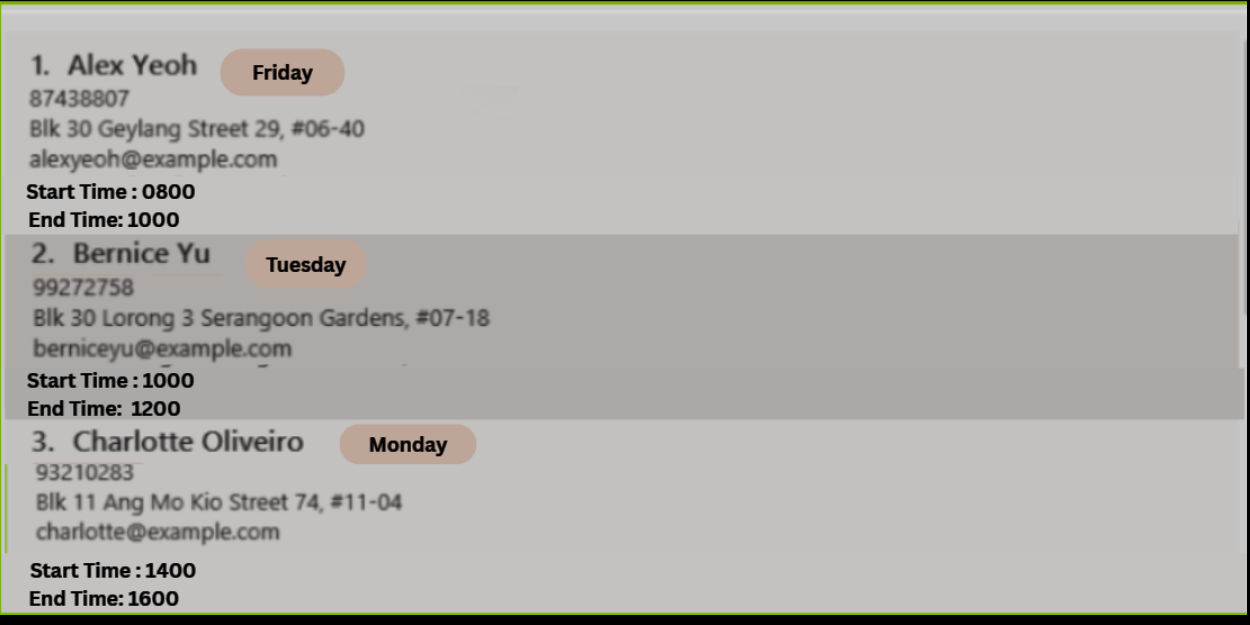 1. Alex Yeoh Friday
87438807
Blk 30 Geylang Street 29, #06-40
alexyeoh@example.com
Start Time : 0800
End Time: 1000
2. Bernice Yu Tuesday
99272758
Blk 30 Lorong 3 Serangoon Gardens, #07-18
berniceyu@example.com
Start Time : 1000
End Time: 1200
3. Charlotte Oliveiro Monday
93210283
Blk 11 Ang Mo Kio Street 74, #11-04
charlotte@example.com
Start Time : 1400
End Time: 1600